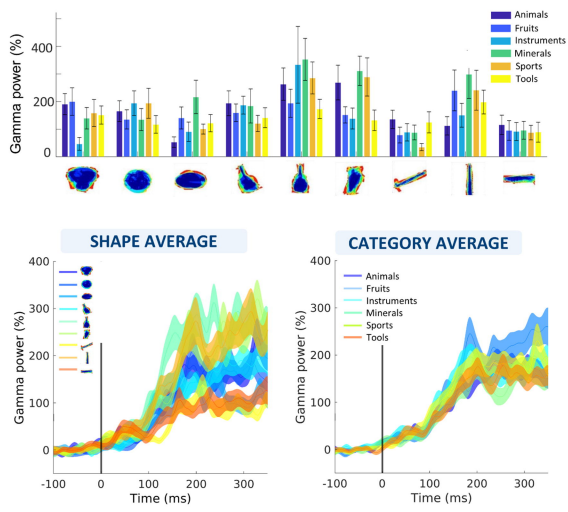 Animals
Fruits
Instruments
Minerals
Sports
Tools
Gamma power (%)
400
200
0
SHAPE AVERAGE
CATEGORY AVERAGE
Gamma power (%)
400
300
200
100
0
-100 0 100 200 300
Time (ms)
Gamma power (%)
400
300
200
100
0
Animals
Fruits
Instruments
Minerals
Sports
Tools
-100 0 100 200 300
Time (ms)